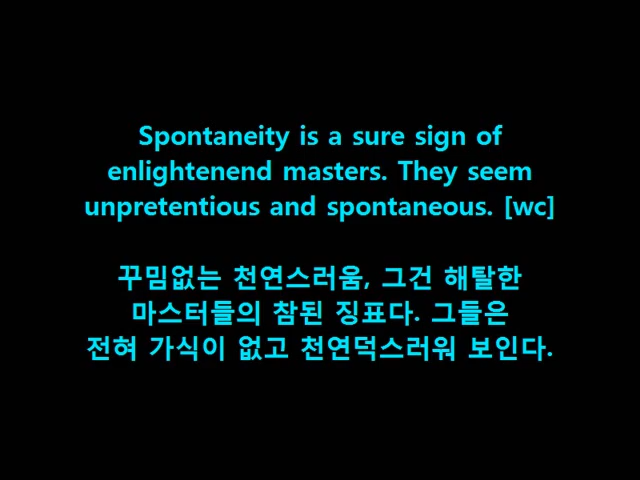 Spontaneity is a sure sign of
enlightenend masters. They seem
unpretentious and spontaneous. [wc]
꾸밈없는 천연스러움, 그건 해탈한
마스터들의 참된 징표다. 그들은
전혀 가식이 없고 천연덕스러워 보인다.